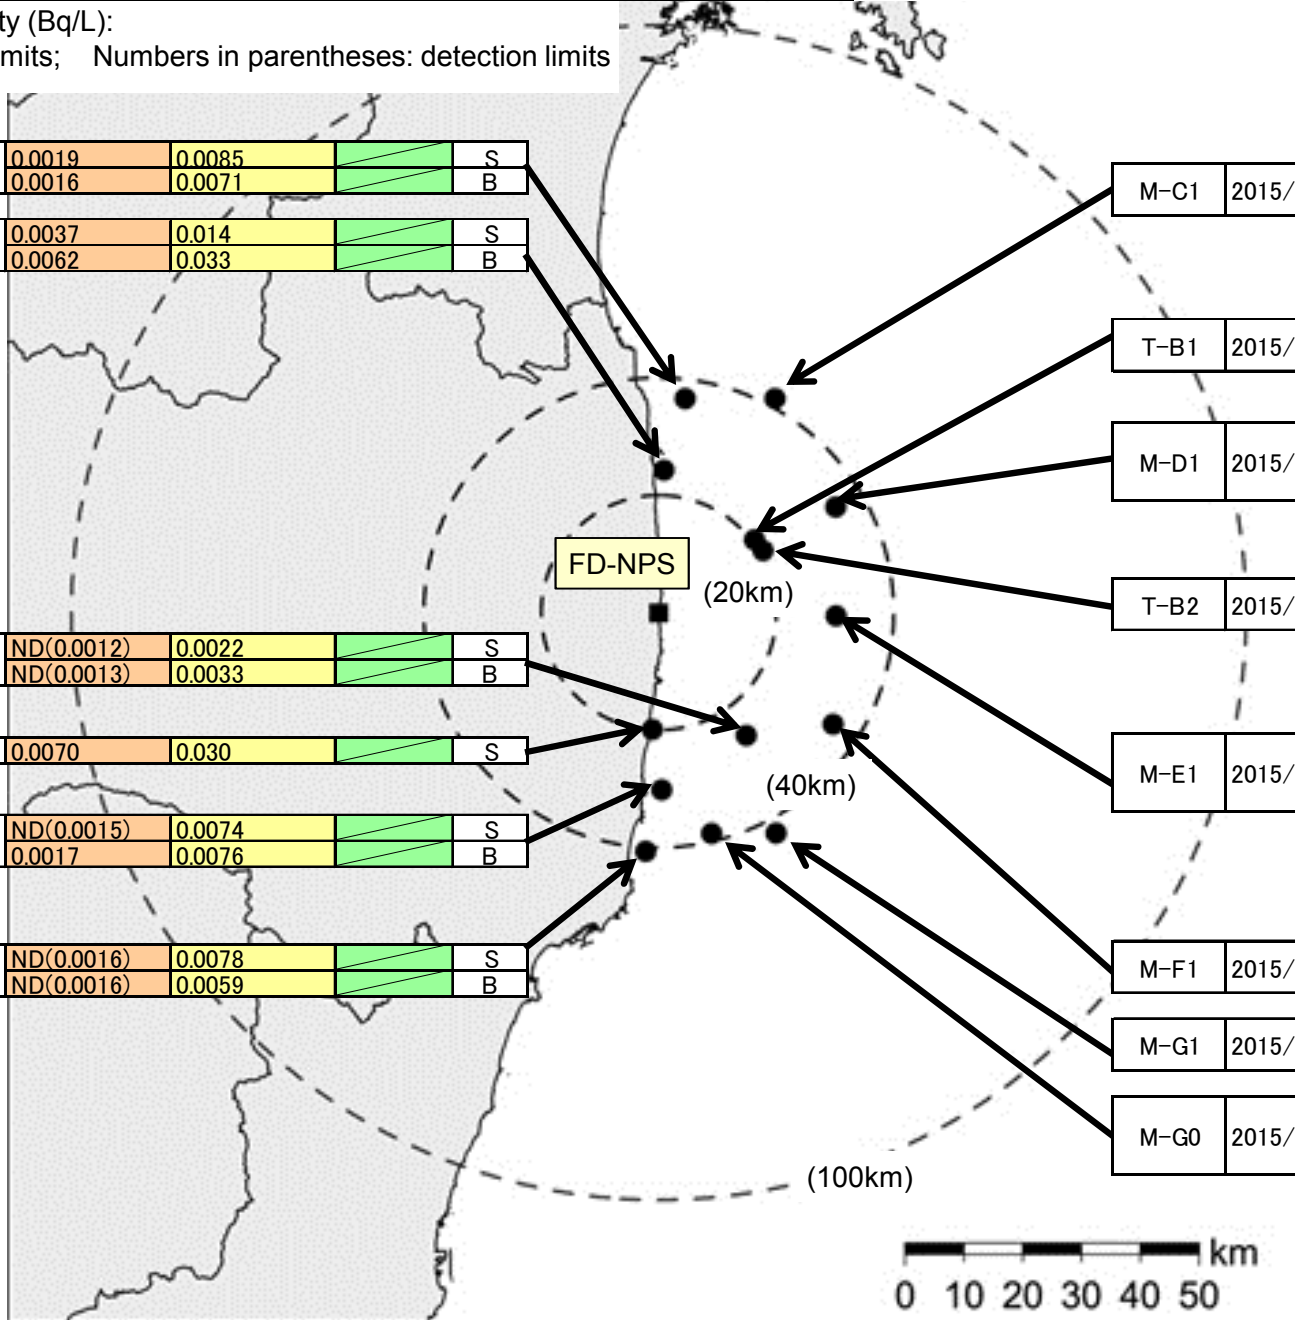 ty (Bq/L):
mits; Numbers in parentheses: detection limits
0.0019 0.0085 S
0.0016 0.0071 B
0.0037 0.014 S
0.0062 0.033 B
M-C1 2015/
T-B1 2015/
M-D1 2015/
FD-NPS
(20km)
T-B2 2015/
ND(0.0012) 0.0022 S
ND(0.0013) 0.0033 B
0.0070 0.030 S
(40km)
M-E1 2015/
ND(0.0015) 0.0074 S
0.0017 0.0076 B
ND(0.0016) 0.0078 S
ND(0.0016) 0.0059 B
M-F1 2015/
M-G1 2015/
M-G0 2015/
(100km)
km
0 10 20 30 40 50